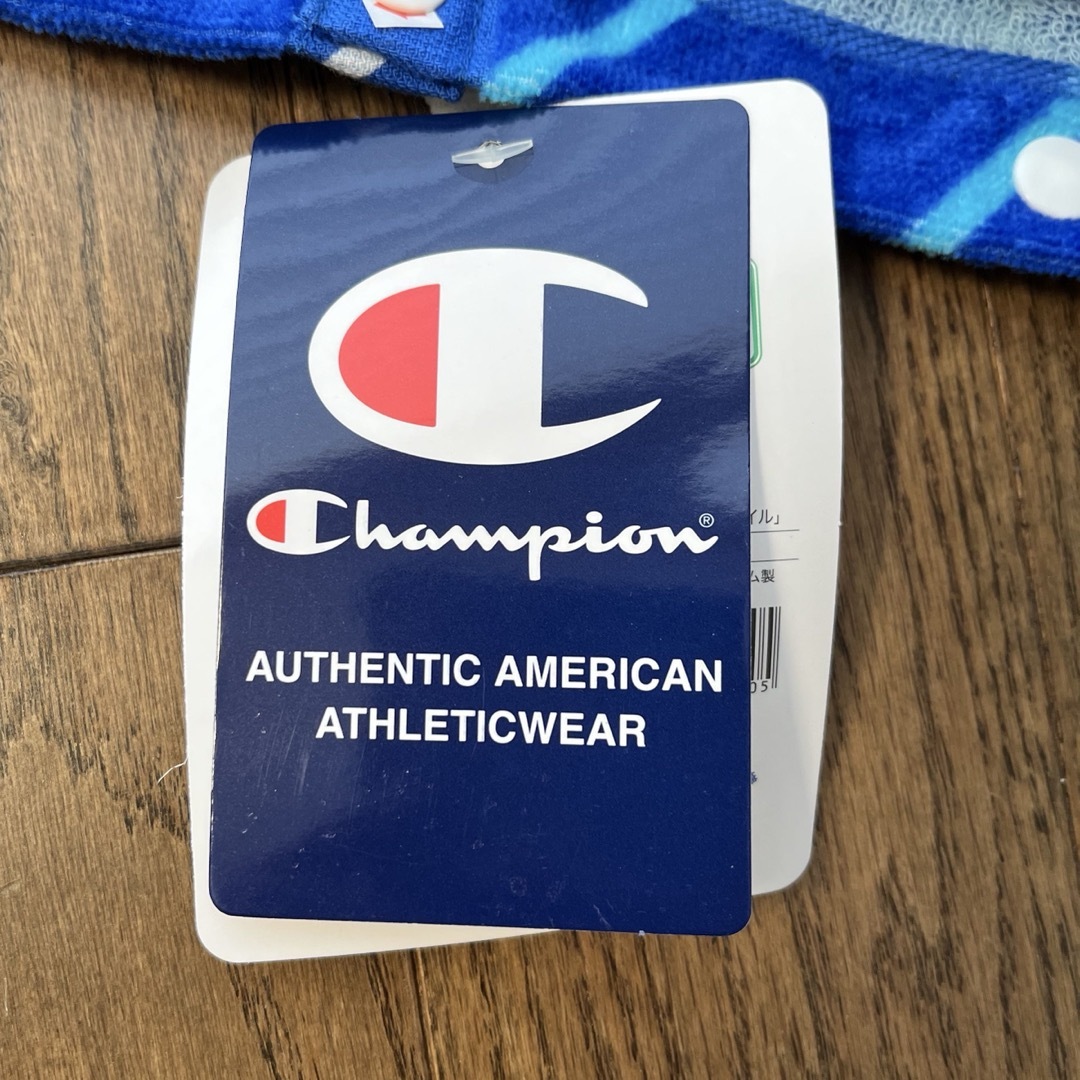 Champion®
AUTHENTIC AMERICAN
ATHLETICWEAR
イル」
ム製
05